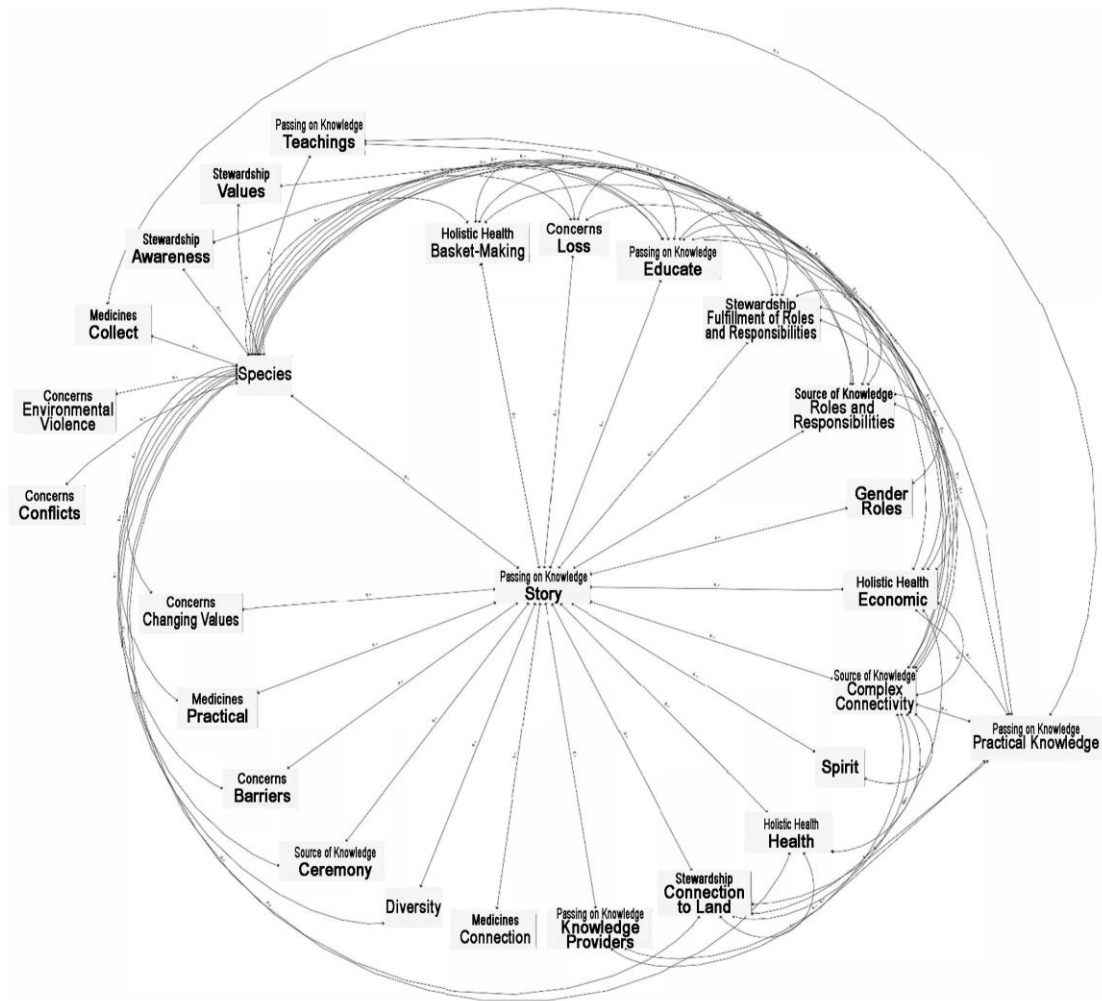 Passing on Knowledge
Teachings
Stewardship
Values
Stewardship
Awareness
Holistic Health
Basket-Making
Concerns
Loss
Passing on Knowledge
Educate
Medicines
Collect
Stewardship
Fulfillment of Roles
and Responsibilities
Species
Concerns
Environmental
Violence
Source of Knowledge
Roles and
Responsibilities
Concerns
Conflicts
Gender
Roles
Passing on Knowledge
Story
Holistic Health
Economic
Concerns
Changing Values
Source of Knowledge
Complex
Connectivity
Medicines
Practical
Passing on Knowledge
Practical Knowledge
Spirit
Concerns
Barriers
Holistic Health
Health
Source of Knowledge
Ceremony
Stewardship
Connection
to Land
Diversity
Medicines
Connection
Passing on Knowledge
Knowledge
Providers